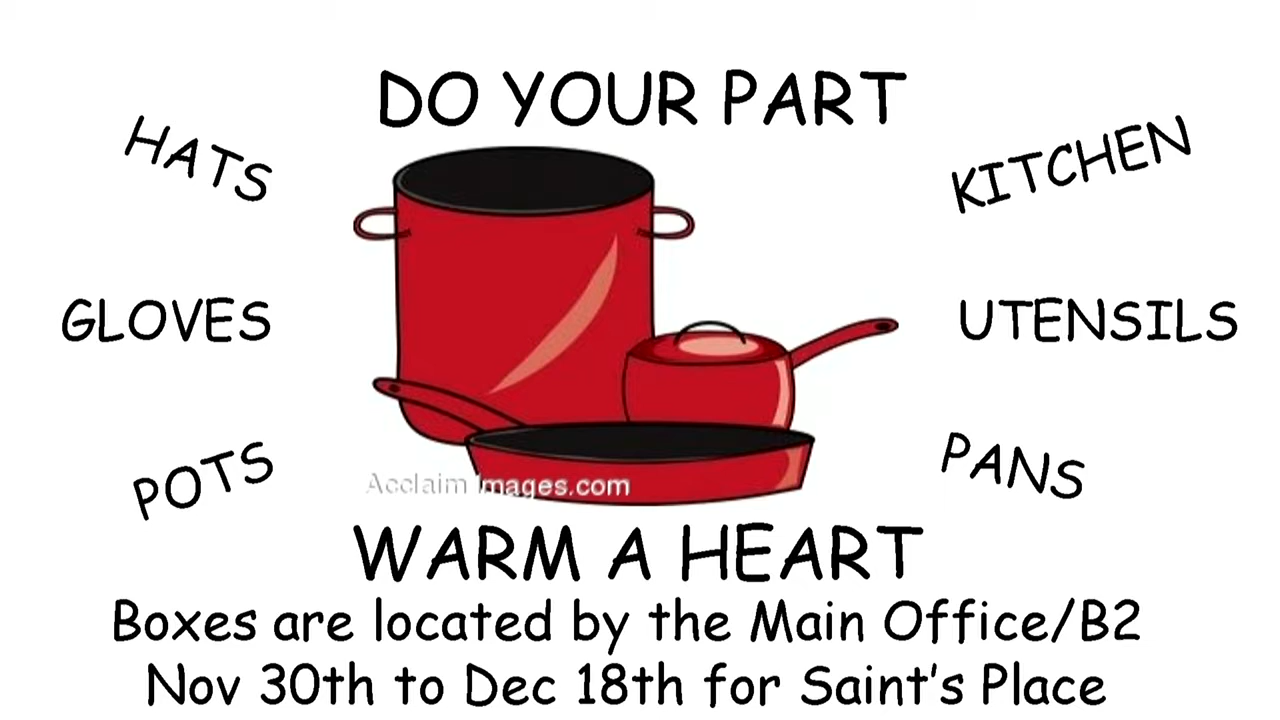 DO YOUR PART
HATS
KITCHEN
GLOVES
UTENSILS
POTS
PANS
Acclaim Images.com
WARM A HEART
Boxes are located by the Main Office/B2
Nov 30th to Dec 18th for Saint's Place